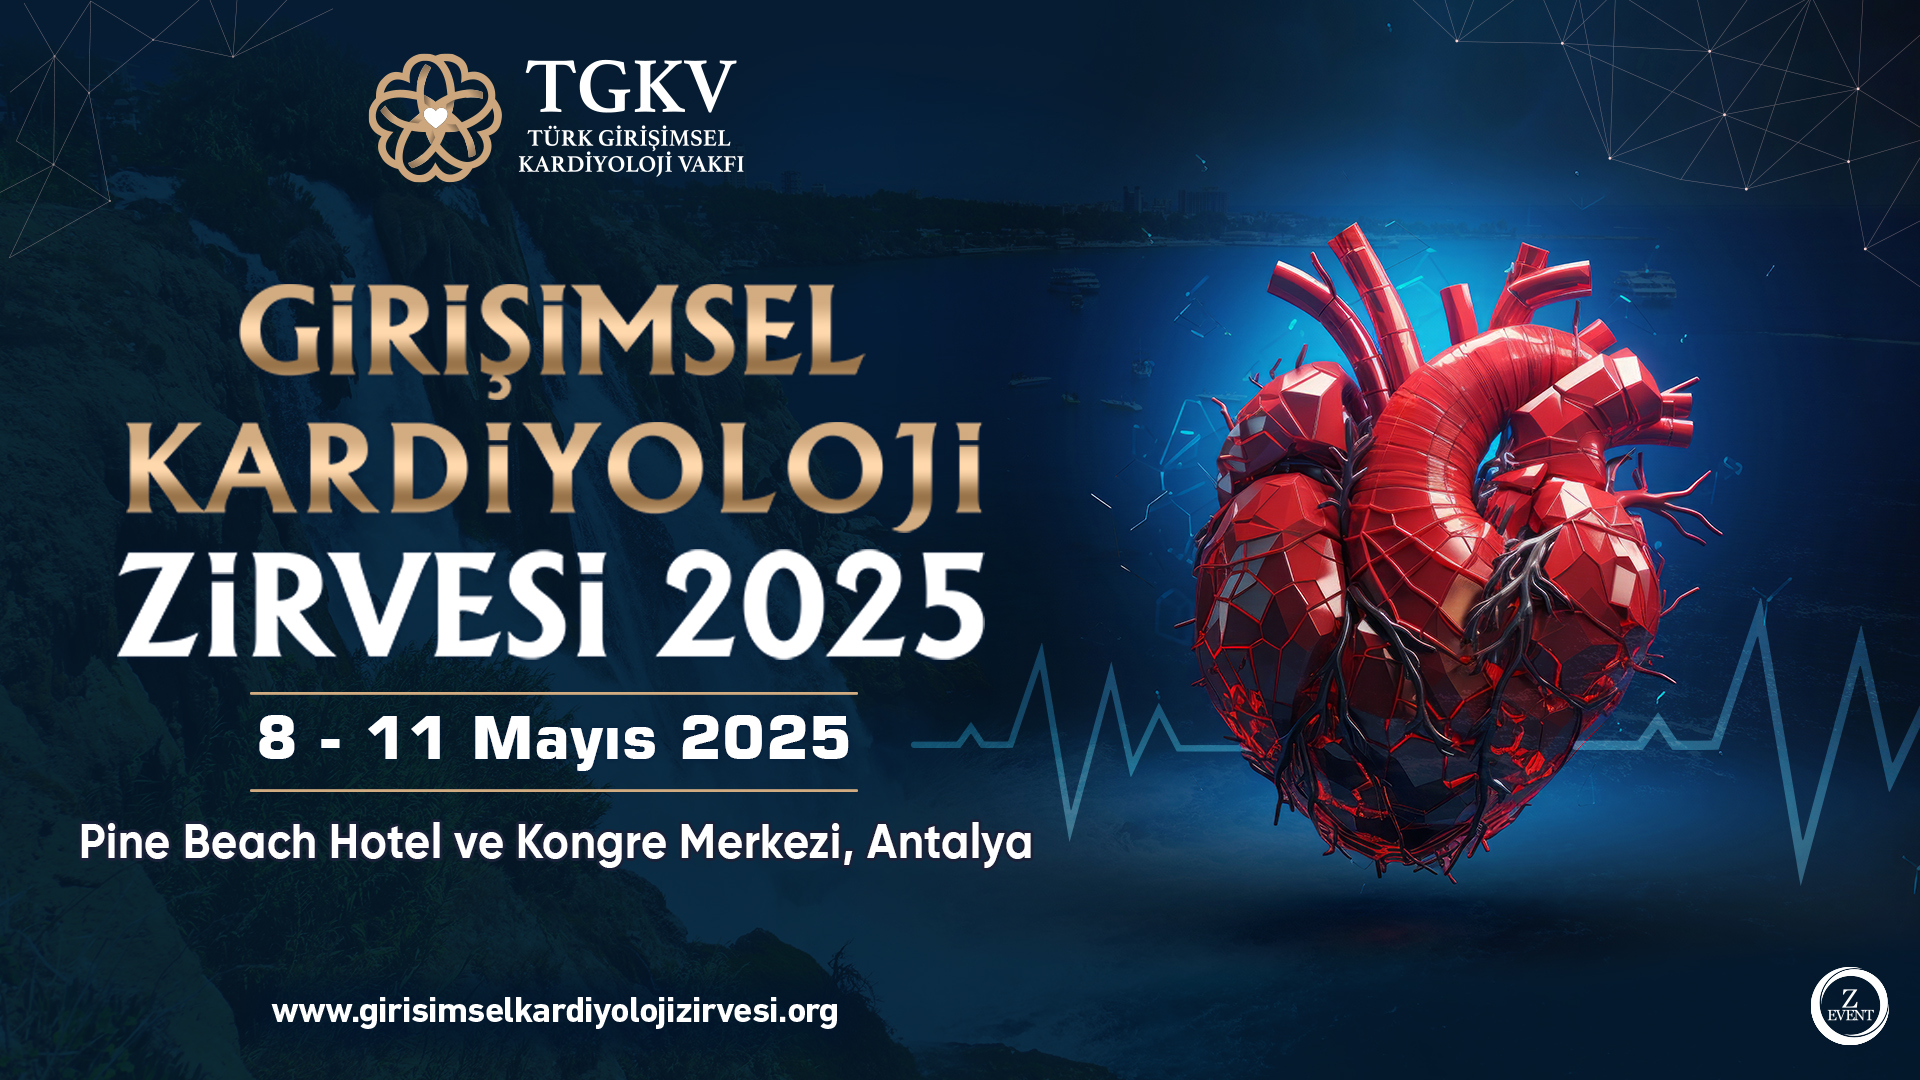 TGKV
TÜRK GİRİŞİMSEL
KARDİYOLOJİ VAKFI
GİRİŞİMSEL
KARDİYOLOJİ
ZİRVESİ 2025
8 - 11 Mayıs 2025
Pine Beach Hotel ve Kongre Merkezi, Antalya
www.girisimselkardiyolojizirvesi.org
Z
EVENT